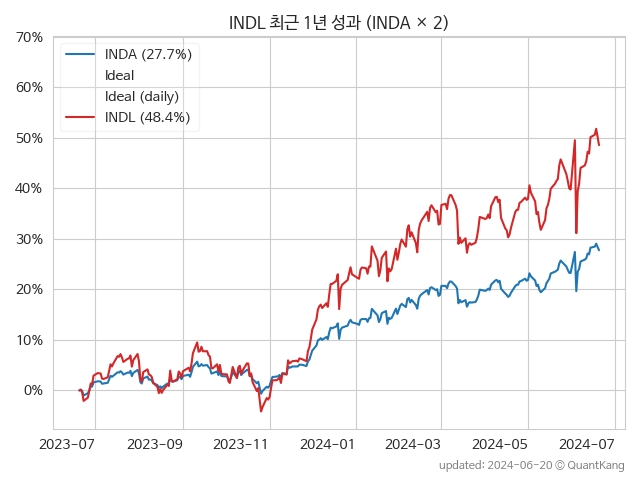 INDL 최근 1년 성과 (INDA × 2)
70%
60%
50%
40%
30%
20%
10%
0%
INDA (27.7%)
Ideal
Ideal (daily)
INDL (48.4%)
2023-07 2023-09 2023-11 2024-01 2024-03 2024-05 2024-07
updated: 2024-06-20 © QuantKang